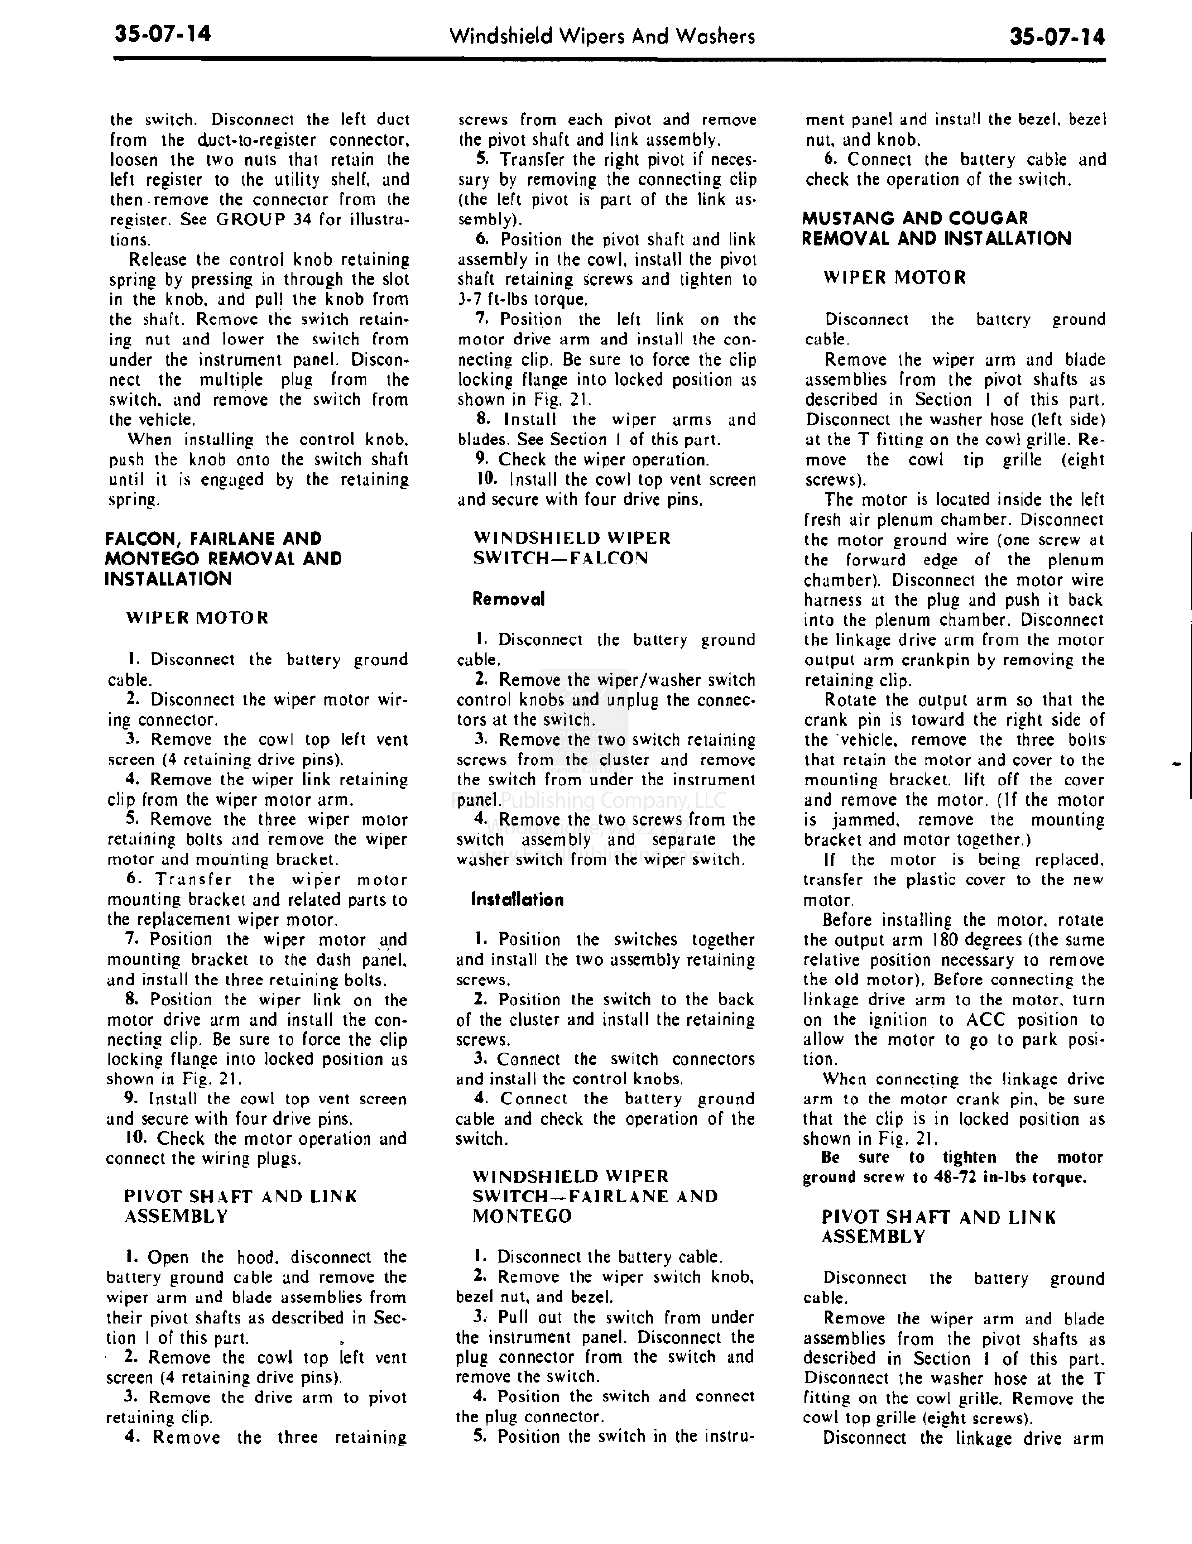 35-07-14
Windshield Wipers And Washers
35-07-14
the switch. Disconnect the left duct
from the duct-to-register connector,
loosen the two nuts that retain the
left register to the utility shelf, and
then remove the connector from the
register. See GROUP 34 for illustra-
tions.
Release the control knob retaining
spring by pressing in through the slot
in the knob, and pull the knob from
the shaft. Remove the switch retain-
ing nut and lower the switch from
under the instrument panel. Discon-
nect the multiple plug from the
switch, and remove the switch from
the vehicle.
When installing the control knob,
push the knob onto the switch shaft
until it is engaged by the retaining
spring.
FALCON, FAIRLANE AND
MONTEGO REMOVAL AND
INSTALLATION
WIPER MOTOR
1. Disconnect the battery ground
cable.
2. Disconnect the wiper motor wir-
ing connector.
3. Remove the cowl top left vent
screen (4 retaining drive pins).
4. Remove the wiper link retaining
clip from the wiper motor arm.
5. Remove the three wiper motor
retaining bolts and remove the wiper
motor and mounting bracket.
6. Transfer the wiper motor
mounting bracket and related parts to
the replacement wiper motor.
7. Position the wiper motor and
mounting bracket to the dash panel,
and install the three retaining bolts.
8. Position the wiper link on the
motor drive arm and install the con-
necting clip. Be sure to force the clip
locking flange into locked position as
shown in Fig. 21.
9. Install the cowl top vent screen
and secure with four drive pins.
10. Check the motor operation and
connect the wiring plugs.
PIVOT SHAFT AND LINK
ASSEMBLY
1. Open the hood, disconnect the
battery ground cable and remove the
wiper arm and blade assemblies from
their pivot shafts as described in Sec-
tion 1 of this part.
2. Remove the cowl top left vent
screen (4 retaining drive pins).
3. Remove the drive arm to pivot
retaining clip.
4. Remove the three retaining
screws from each pivot and remove
the pivot shaft and link assembly.
5. Transfer the right pivot if neces-
sary by removing the connecting clip
(the left pivot is part of the link as-
sembly).
6. Position the pivot shaft and link
assembly in the cowl, install the pivot
shaft retaining screws and tighten to
3-7 ft-lbs torque.
7. Position the left link on the
motor drive arm and install the con-
necting clip. Be sure to force the clip
locking flange into locked position as
shown in Fig. 21.
8. Install the wiper arms and
blades. See Section 1 of this part.
9. Check the wiper operation.
10. Install the cowl top vent screen
and secure with four drive pins.
WINDSHIELD WIPER
SWITCH—FALCON
Removal
1. Disconnect the battery ground
cable.
2. Remove the wiper/washer switch
control knobs and unplug the connec-
tors at the switch.
3. Remove the two switch retaining
screws from the cluster and remove
the switch from under the instrument
panel.
4. Remove the two screws from the
switch assembly and separate the
washer switch from the wiper switch.
Installation
1. Position the switches together
and install the two assembly retaining
screws.
2. Position the switch to the back
of the cluster and install the retaining
screws.
3. Connect the switch connectors
and install the control knobs.
4. Connect the battery ground
cable and check the operation of the
switch.
WINDSHIELD WIPER
SWITCH—FAIRLANE AND
MONTEGO
1. Disconnect the battery cable.
2. Remove the wiper switch knob,
bezel nut, and bezel.
3. Pull out the switch from under
the instrument panel. Disconnect the
plug connector from the switch and
remove the switch.
4. Position the switch and connect
the plug connector.
5. Position the switch in the instru-
ment panel and install the bezel, bezel
nut, and knob.
6. Connect the battery cable and
check the operation of the switch.
MUSTANG AND COUGAR
REMOVAL AND INSTALLATION
WIPER MOTOR
Disconnect the battery ground
cable.
Remove the wiper arm and blade
assemblies from the pivot shafts as
described in Section 1 of this part.
Disconnect the washer hose (left side)
at the T fitting on the cowl grille. Re-
move the cowl tip grille (eight
screws).
The motor is located inside the left
fresh air plenum chamber. Disconnect
the motor ground wire (one screw at
the forward edge of the plenum
chamber). Disconnect the motor wire
harness at the plug and push it back
into the plenum chamber. Disconnect
the linkage drive arm from the motor
output arm crankpin by removing the
retaining clip.
Rotate the output arm so that the
crank pin is toward the right side of
the vehicle, remove the three bolts
that retain the motor and cover to the
mounting bracket, lift off the cover
and remove the motor. (If the motor
is jammed, remove the mounting
bracket and motor together.)
If the motor is being replaced,
transfer the plastic cover to the new
motor.
Before installing the motor, rotate
the output arm 180 degrees (the same
relative position necessary to remove
the old motor). Before connecting the
linkage drive arm to the motor, turn
on the ignition to ACC position to
allow the motor to go to park posi-
tion.
When connecting the linkage drive
arm to the motor crank pin, be sure
that the clip is in locked position as
shown in Fig. 21.
Be sure to tighten the motor
ground screw to 48-72 in-lbs torque.
PIVOT SHAFT AND LINK
ASSEMBLY
Disconnect the battery ground
cable.
Remove the wiper arm and blade
assemblies from the pivot shafts as
described in Section 1 of this part.
Disconnect the washer hose at the T
fitting on the cowl grille. Remove the
cowl top grille (eight screws).
Disconnect the linkage drive arm
Publishing Company, LLC